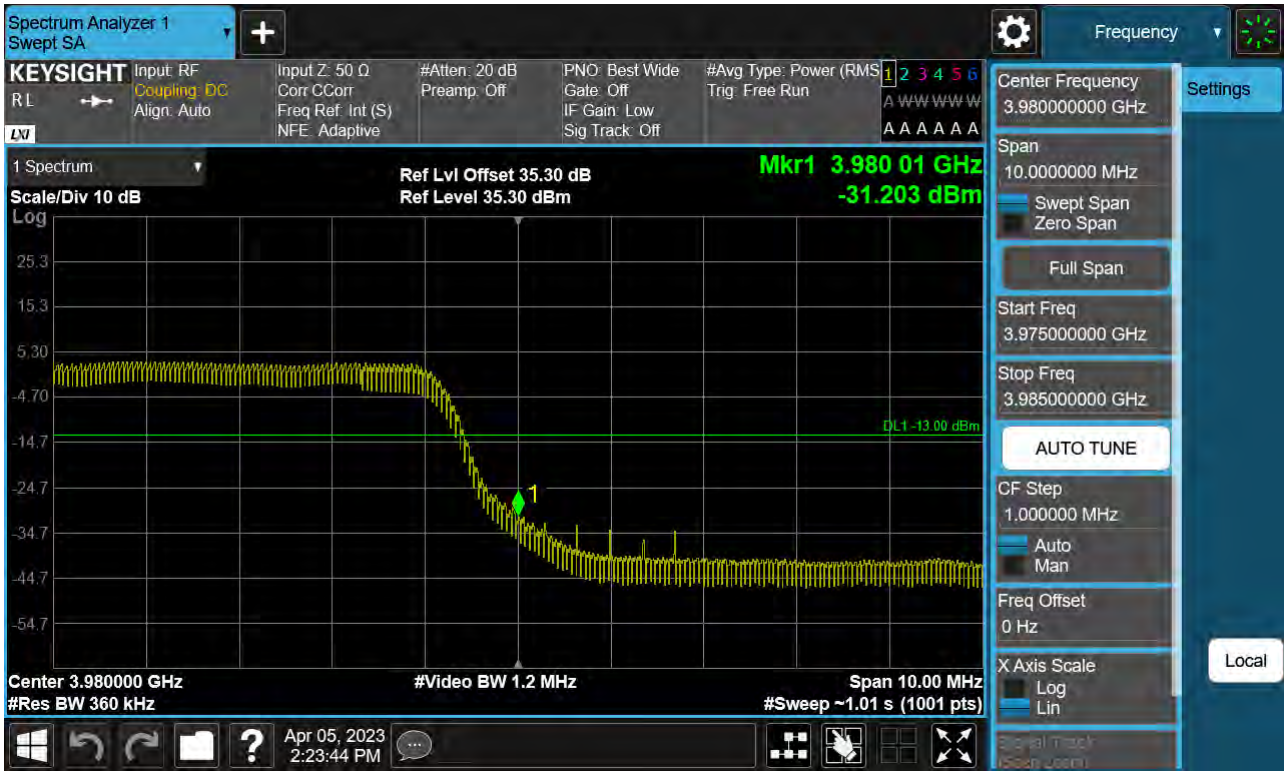 Spectrum Analyzer 1
Swept SA
+
Frequency
KEYSIGHT
RL
LXI
Input: RF
Coupling: DC
Align: Auto
Input Z: 50 Ω
Corr CCorr
Freq Ref: Int (S)
NFE: Adaptive
#Atten: 20 dB
Preamp: Off
PNO: Best Wide
Gate: Off
IF Gain: Low
Sig Track: Off
#Avg Type: Power (RMS
Trig: Free Run
1 2 3 4 5 6
A W W W W W
A A A A A A
1 Spectrum
Scale/Div 10 dB
Log
Ref Lvl Offset 35.30 dB
Ref Level 35.30 dBm
Mkr1 3.980 01 GHz
-31.203 dBm
25.3
15.3
5.30
-4.70
-14.7
-24.7
-34.7
-44.7
-54.7
DL1 -13.00 dBm
1
Center 3.980000 GHz
#Res BW 360 kHz
#Video BW 1.2 MHz
Span 10.00 MHz
#Sweep ~1.01 s (1001 pts)
Center Frequency
3.980000000 GHz
Span
10.0000000 MHz
Swept Span
Zero Span
Full Span
Start Freq
3.975000000 GHz
Stop Freq
3.985000000 GHz
AUTO TUNE
CF Step
1.000000 MHz
Auto
Man
Freq Offset
0 Hz
X Axis Scale
Log
Lin
Signal Track
(Span Zoom)
Settings
Local
?
Apr 05, 2023
2:23:44 PM